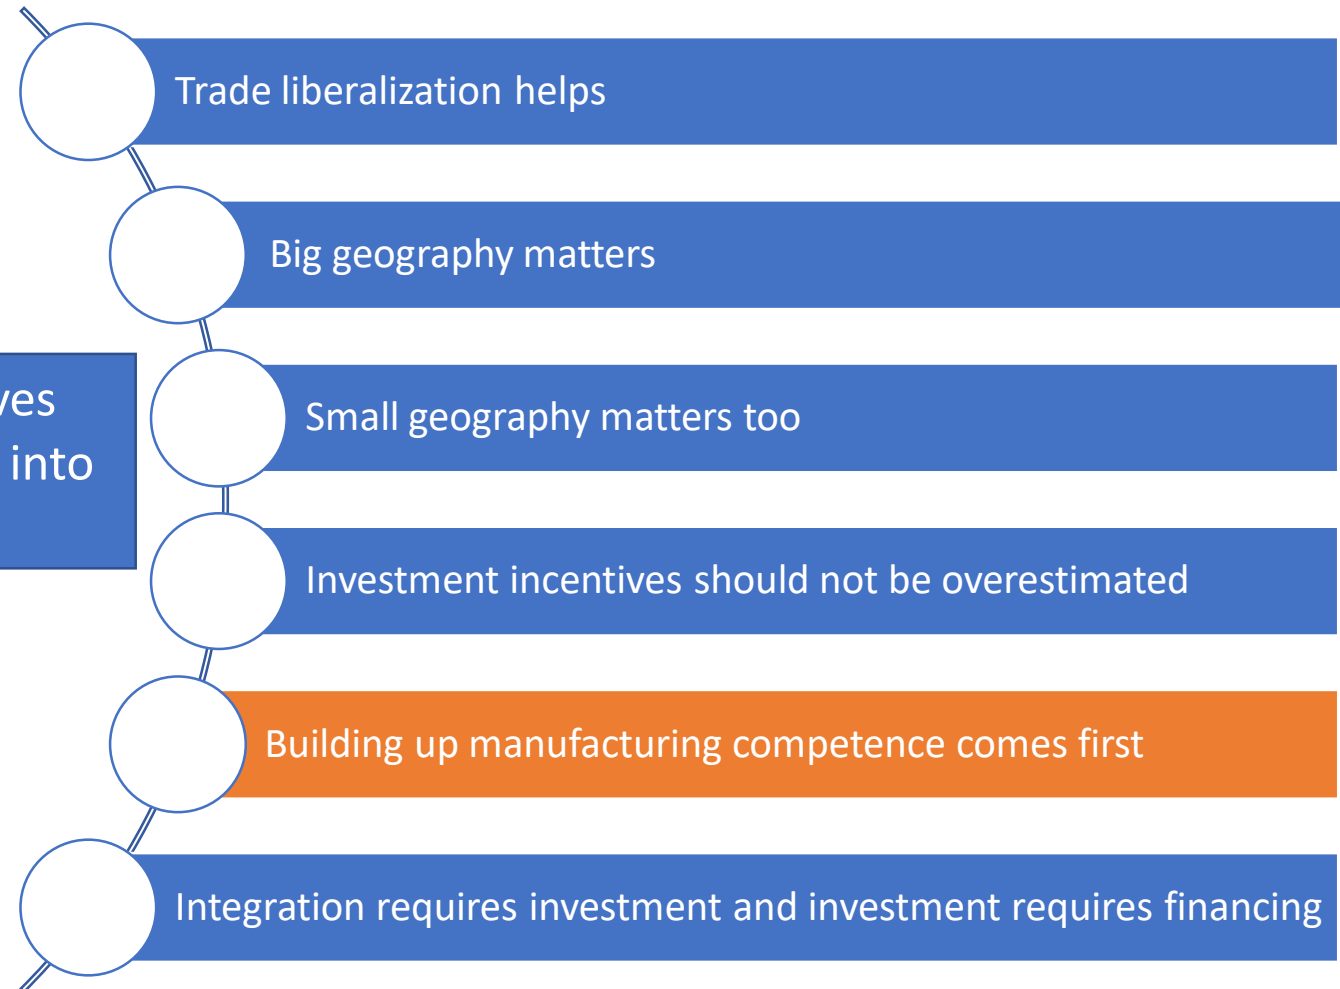 Trade liberalization helps
Big geography matters
Small geography matters too
into
Investment incentives should not be overestimated
Building up manufacturing competence comes first
Integration requires investment and investment requires financing